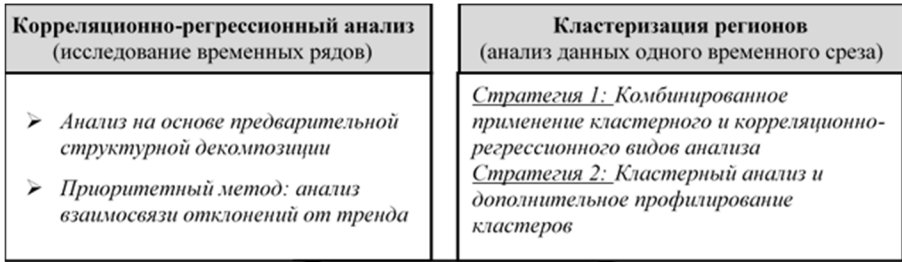 Корреляционно-регрессионный анализ
(исследование временных рядов)
➢ Анализ на основе предварительной
структурной декомпозиции
➢ Приоритетный метод: анализ
взаимосвязи отклонений от тренда
Кластеризация регионов
(анализ данных одного временного среза)
Стратегия 1: Комбинированное
применение кластерного и корреляционно-
регрессионного видов анализа
Стратегия 2: Кластерный анализ и
дополнительное профилирование
кластеров